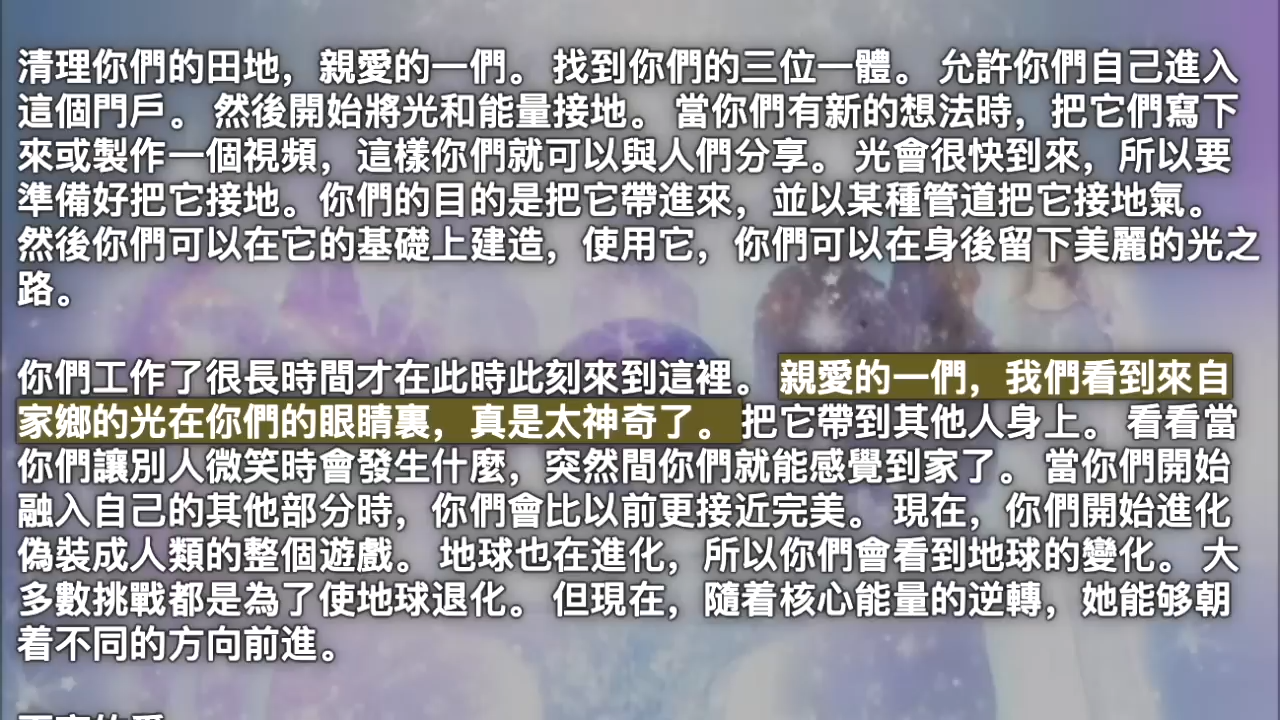 清理你們的田地，親愛的一們。 找到你們的三位一體。 允許你們自己進入
這個門戶。 然後開始將光和能量接地。 當你們有新的想法時，把它們寫下
來或製作一個視頻，這樣你們就可以與人們分享。 光會很快到來，所以要
準備好把它接地。你們的目的是把它帶進來，並以某種管道把它接地氣。
然後你們可以在它的基礎上建造，使用它，你們可以在身後留下美麗的光之
路。
你們工作了很長時間才在此時此刻來到這裡。 親愛的一們，我們看到來自
家鄉的光在你們的眼睛裏，真是太神奇了。 把它帶到其他人身上。 看看當
你們讓別人微笑時會發生什麼，突然間你們就能感覺到家了。 當你們開始
融入自己的其他部分時，你們會比以前更接近完美。 現在，你們開始進化
偽裝成人類的整個遊戲。 地球也在進化，所以你們會看到地球的變化。 大
多數挑戰都是為了使地球退化。 但現在，隨着核心能量的逆轉，她能够朝
着不同的方向前進。